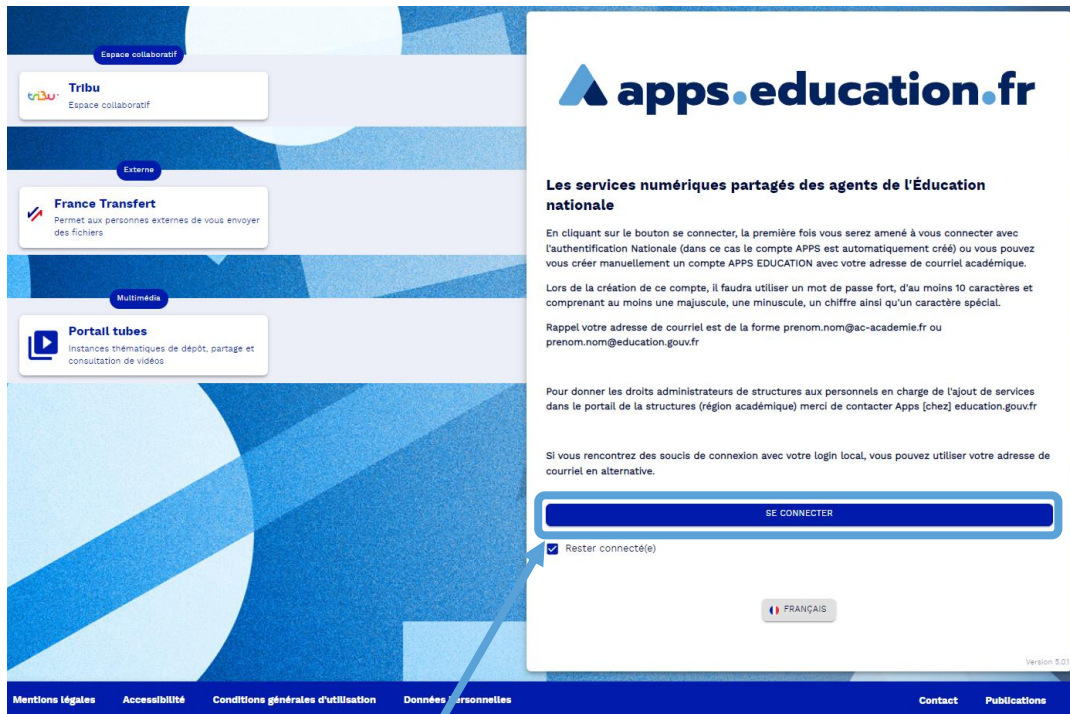 Espace collaboratif
tribu
Tribu
Espace collaboratif
Externe
France Transfert
Permet aux personnes externes de vous envoyer
des fichiers
Multimédia
Portail tubes
Instances thématiques de dépôt, partage et
consultation de vidéos
apps.education.fr
Les services numériques partagés des agents de l'Éducation
nationale
En cliquant sur le bouton se connecter, la première fois vous serez amené à vous connecter avec
l'authentification Nationale (dans ce cas le compte APPS est automatiquement créé) ou vous pouvez
vous créer manuellement un compte APPS EDUCATION avec votre adresse de courriel académique.
Lors de la création de ce compte, il faudra utiliser un mot de passe fort, d'au moins 10 caractères et
comprenant au moins une majuscule, une minuscule, un chiffre ainsi qu'un caractère spécial.
Rappel votre adresse de courriel est de la forme prenom.nom@ac-academie.fr ou
prenom.nom@education.gouv.fr
Pour donner les droits administrateurs de structures aux personnels en charge de l'ajout de services
dans le portail de la structures (région académique) merci de contacter Apps [chez] education.gouv.fr
Si vous rencontrez des soucis de connexion avec votre login local, vous pouvez utiliser votre adresse de
courriel en alternative.
SE CONNECTER
Rester connecté(e)
FRANÇAIS
Version 5.0.1
Mentions légales Accessibilité Conditions générales d'utilisation Données personnelles Contact Publications